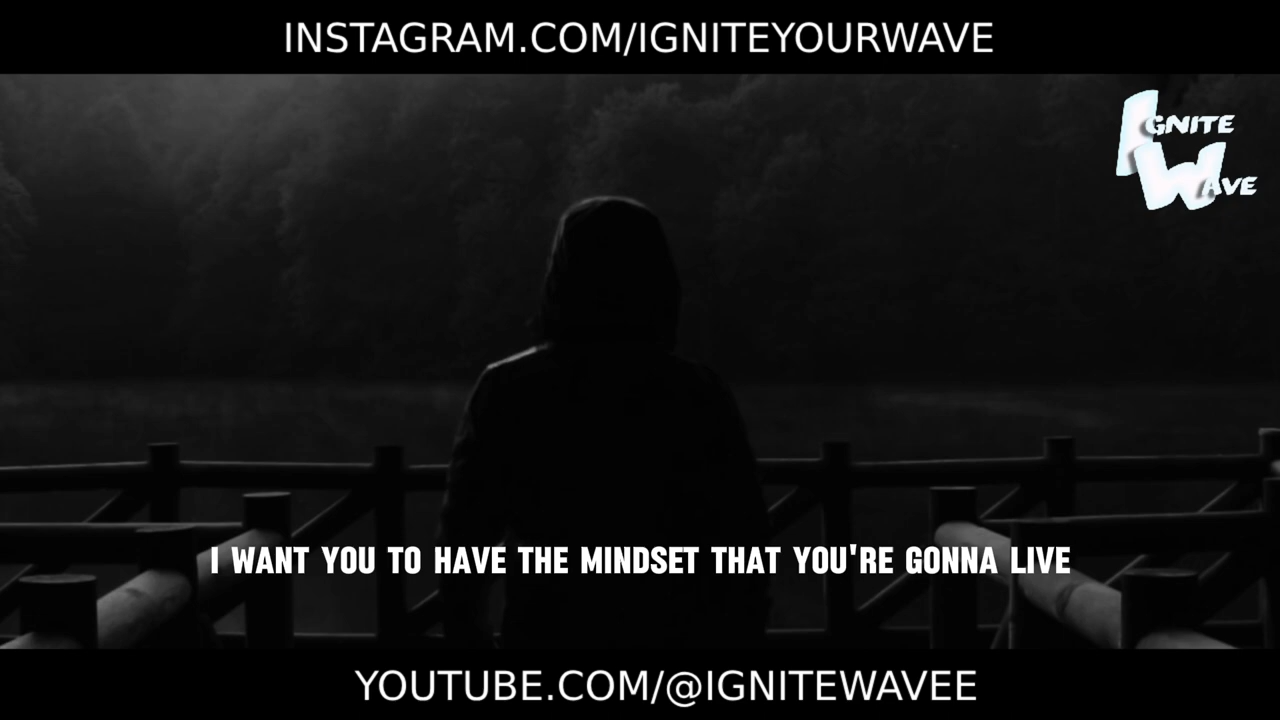 INSTAGRAM.COM/IGNITEYOURWAVE
IGNITE
WAVE
I WANT YOU TO HAVE THE MINDSET THAT YOU'RE GONNA LIVE
YOUTUBE.COM/@IGNITEWAVEE